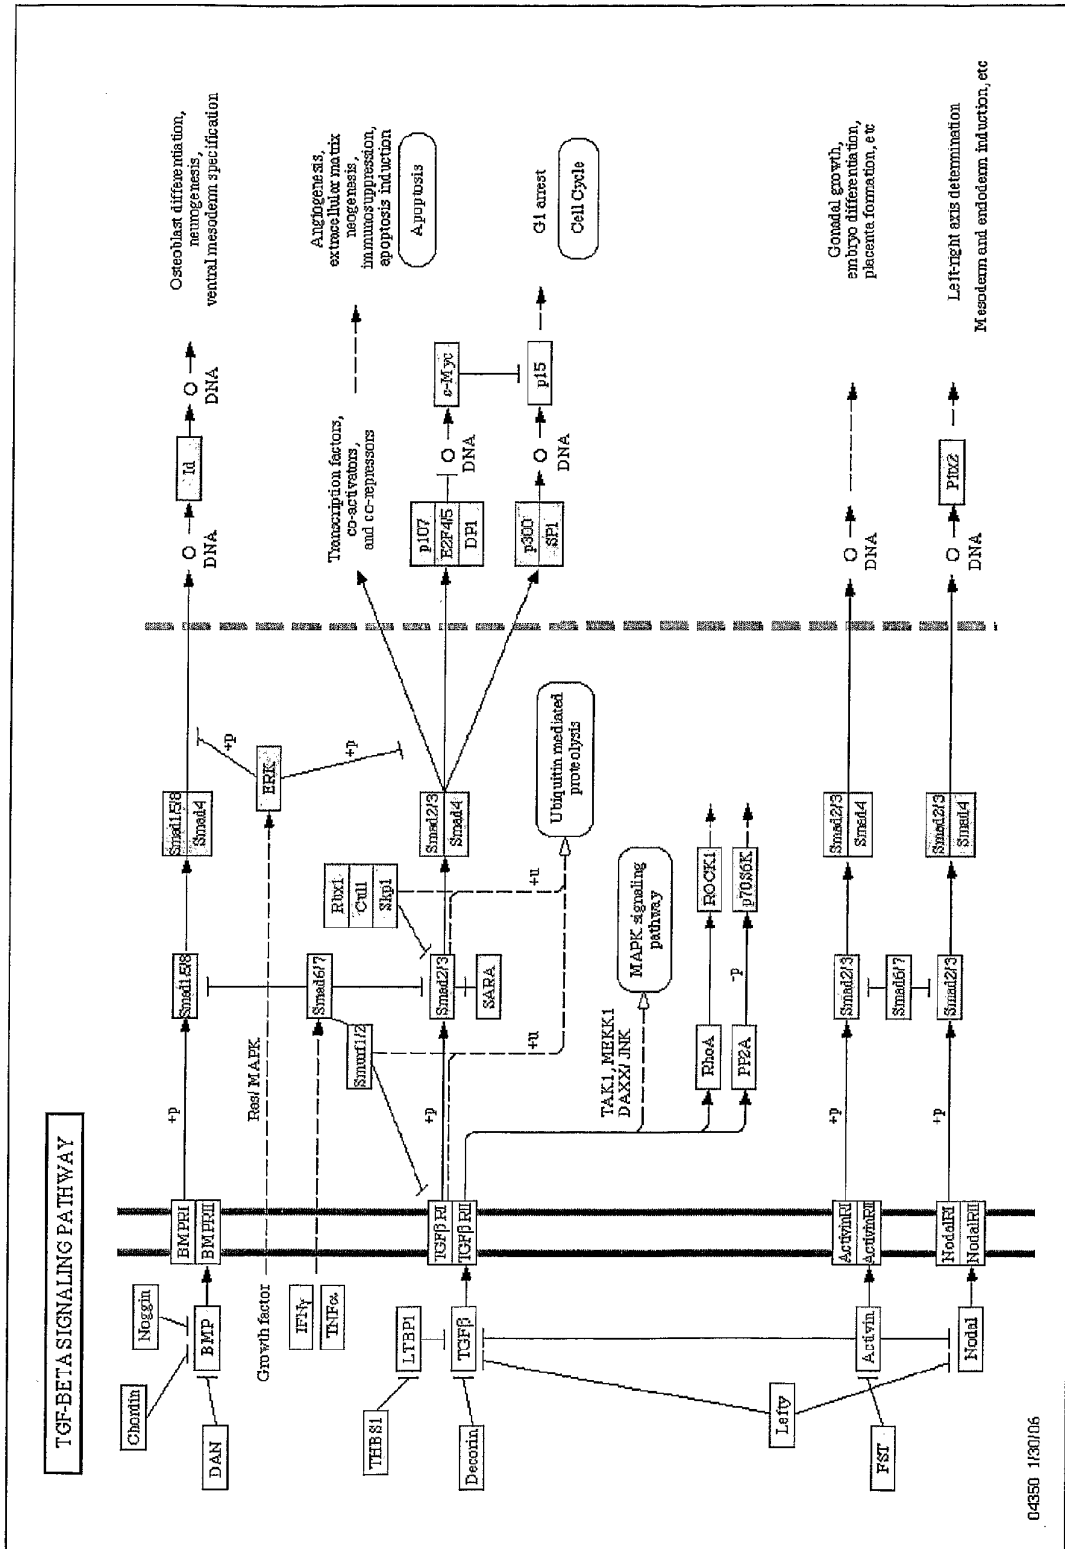 TGF-BETA SIGNALING PATHWAY
Chordin
Noggin
DAN
BMP
BMPRI
BMPRII
+p
Smad1/5/8
Smad1/5/8
Smad4
DNA
Id
DNA
Osteoblast differentiation,
neurogenesis,
ventral mesoderm specification
Growth factor
Ras/MAPK
ERK
+p
+p
IFNγ
TNFα
Smad6/7
Smurf1/2
Rbx1
Cul1
Skp1
THBS1
LTBP1
Decorin
TGFβ
TGFβ RI
TGFβ RII
+p
Smad2/3
SARA
Smad2/3
Smad4
+u
+u
Ubiquitin mediated
proteolysis
Transcription factors,
co-activators,
and co-repressors
Angiogenesis,
extracellular matrix
neogenesis,
immunosuppression,
apoptosis induction
Apoptosis
p107
E2F4/5
DP1
DNA
c-Myc
p300
SP1
DNA
p15
G1 arrest
Cell Cycle
TAK1, MEKK1
DAXX/ JNK
MAPK signaling
pathway
RhoA
ROCK1
PP2A
-p
p70S6K
Lefty
FST
Activin
ActivinRI
ActivinRII
+p
Smad2/3
Smad6/7
Smad2/3
Smad4
DNA
Gonadal growth,
embryo differentiation,
placenta formation, etc
Nodal
NodalRI
NodalRII
+p
Smad2/3
Smad2/3
Smad4
DNA
Pitx2
Left-right axis determination
Mesoderm and endoderm induction, etc
04350 1/30/06